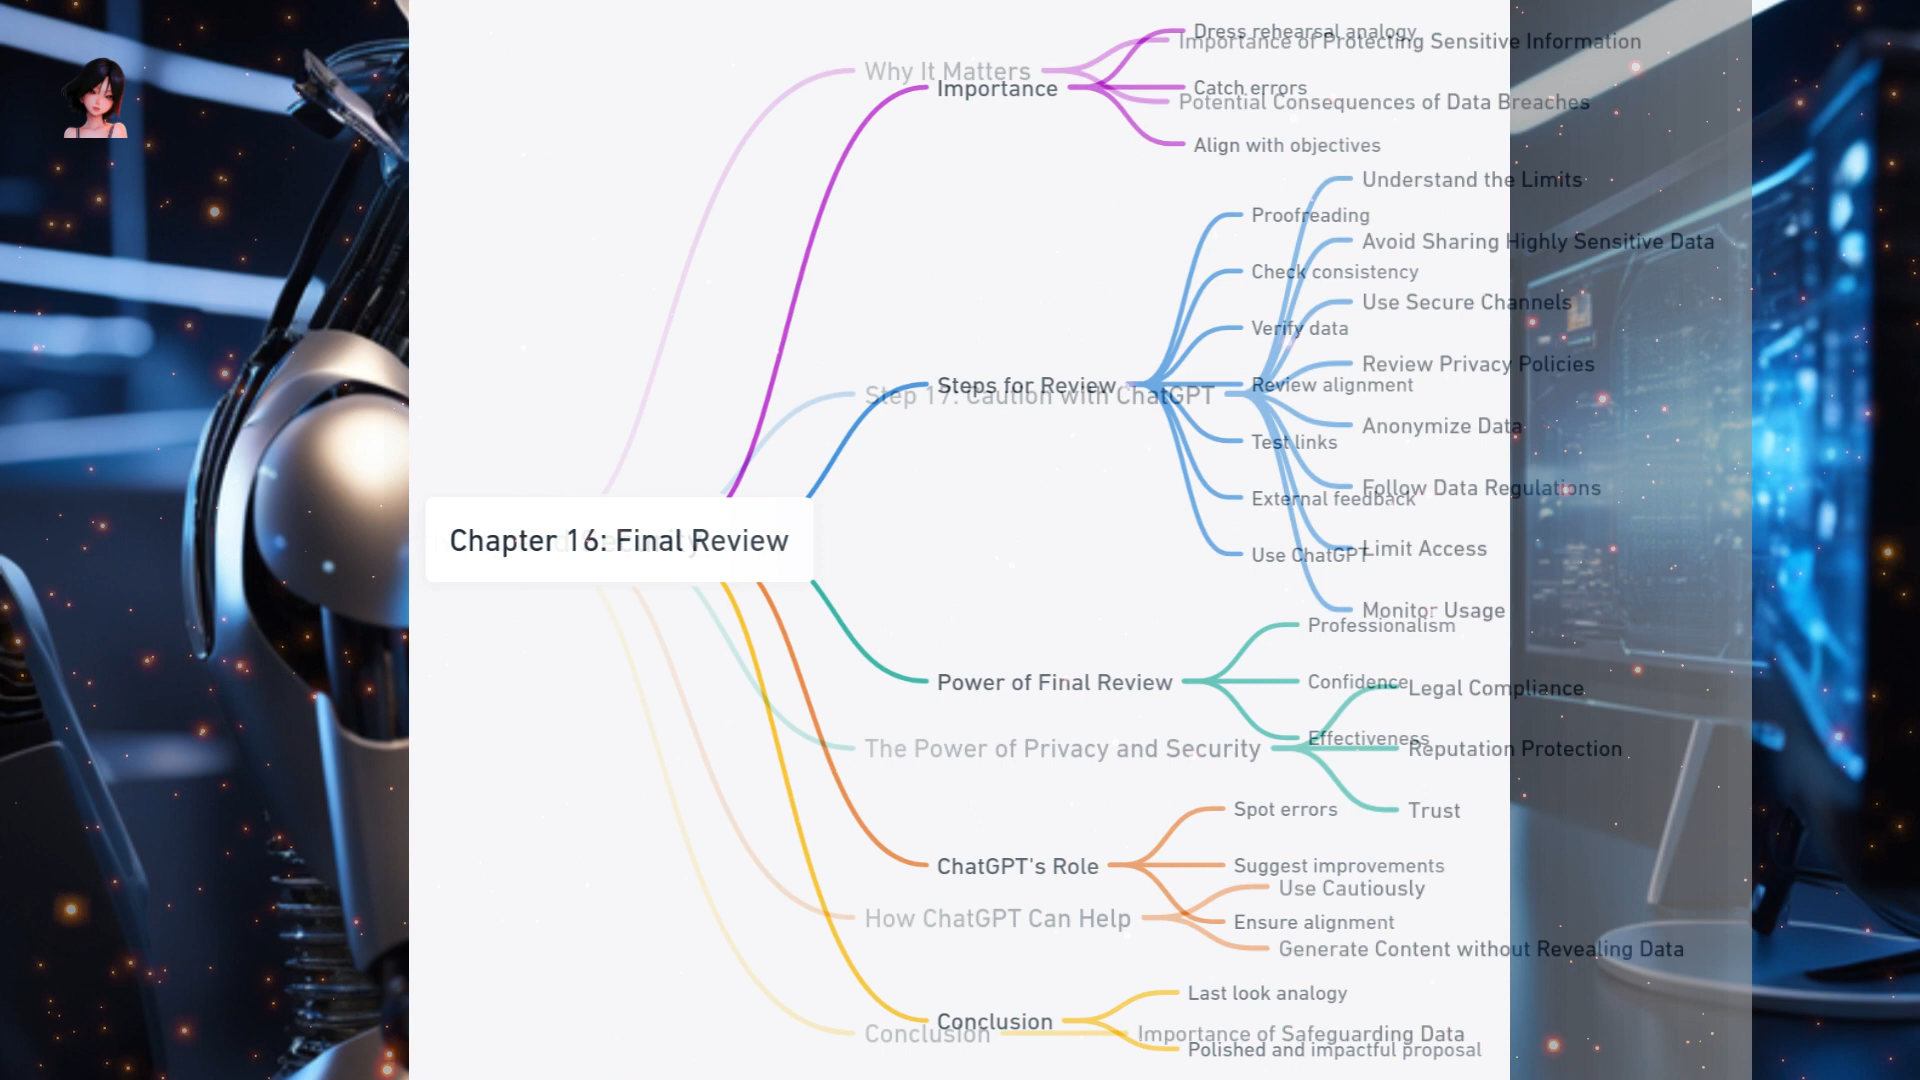 Dress rehearsal analogy
Importance of Protecting Sensitive Information
Why It Matters
Importance
Catch errors
Potential Consequences of Data Breaches
Align with objectives
Understand the Limits
Proofreading
Avoid Sharing Highly Sensitive Data
Check consistency
Use Secure Channels
Verify data
Review Privacy Policies
Steps for Review
Review alignment
Step 17: Caution with ChatGPT
Anonymize Data
Test links
Follow Data Regulations
External feedback
Chapter 16: Final Review
Limit Access
Use ChatGPT
Monitor Usage
Professionalism
Power of Final Review
Confidence
Legal Compliance
Effectiveness
The Power of Privacy and Security
Reputation Protection
Spot errors
Trust
ChatGPT's Role
Suggest improvements
Use Cautiously
How ChatGPT Can Help
Ensure alignment
Generate Content without Revealing Data
Last look analogy
Conclusion
Conclusion
Importance of Safeguarding Data
Polished and impactful proposal